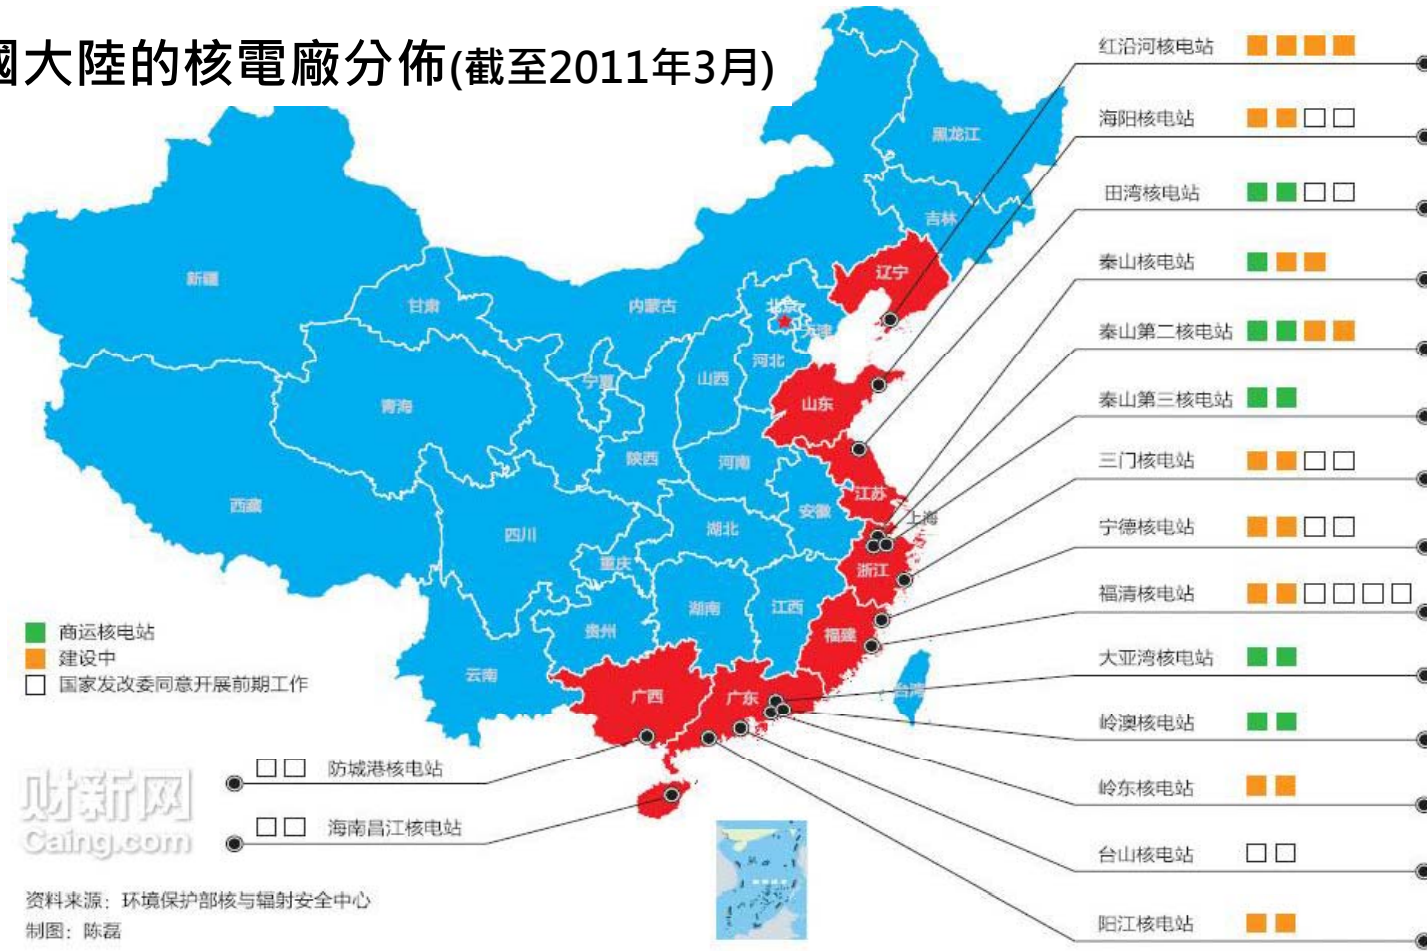 國大陸的核電廠分佈(截至2011年3月)
红沿河核电站
海阳核电站
田湾核电站
秦山核电站
秦山第二核电站
秦山第三核电站
三门核电站
宁德核电站
福清核电站
大亚湾核电站
岭澳核电站
岭东核电站
台山核电站
阳江核电站
黑龙江
吉林
辽宁
新疆
甘肃
内蒙古
北京
天津
河北
山西
宁夏
青海
山东
陕西
河南
江苏
西藏
安徽
上海
四川
湖北
重庆
浙江
湖南
江西
贵州
福建
云南
广西
广东
台湾
商运核电站
建设中
国家发改委同意开展前期工作
防城港核电站
海南昌江核电站
财新网
Caing.com
资料来源：环境保护部核与辐射安全中心
制图：陈磊